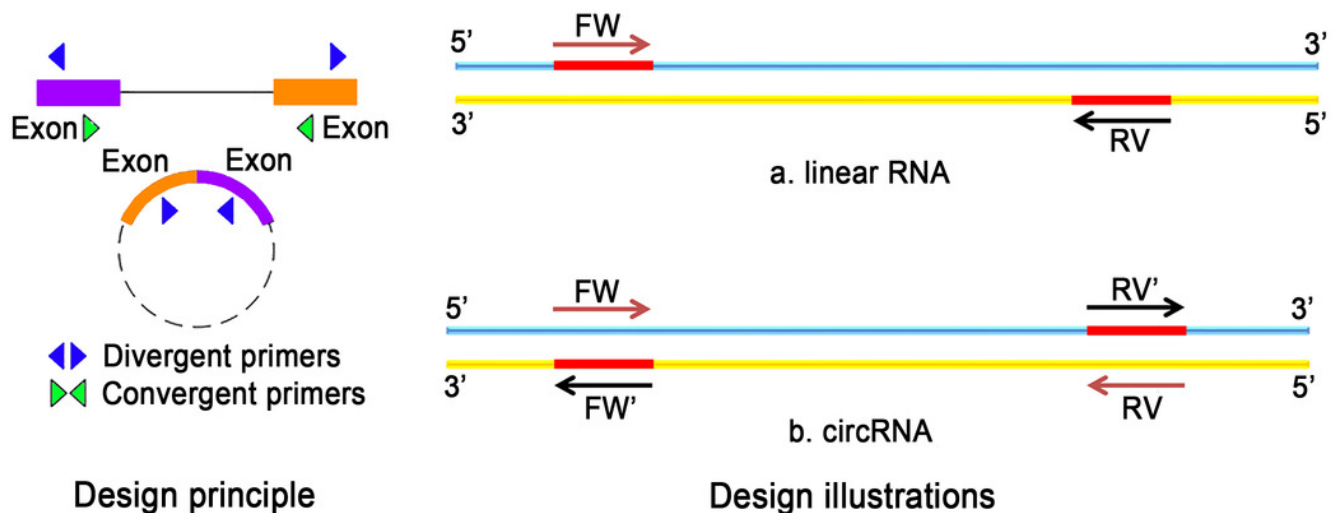 Exon
Exon
Exon
Exon
Divergent primers
Convergent primers
Design principle
FW
5’
3’
3’
5’
RV
a. linear RNA
FW
RV’
5’
3’
3’
5’
FW’
RV
b. circRNA
Design illustrations